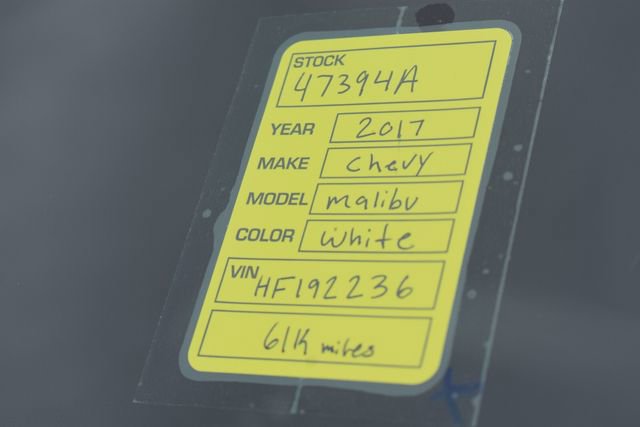 STOCK
47394A
YEAR 2017
MAKE Chevy
MODEL malibu
COLOR white
VIN HF192236
61K miles